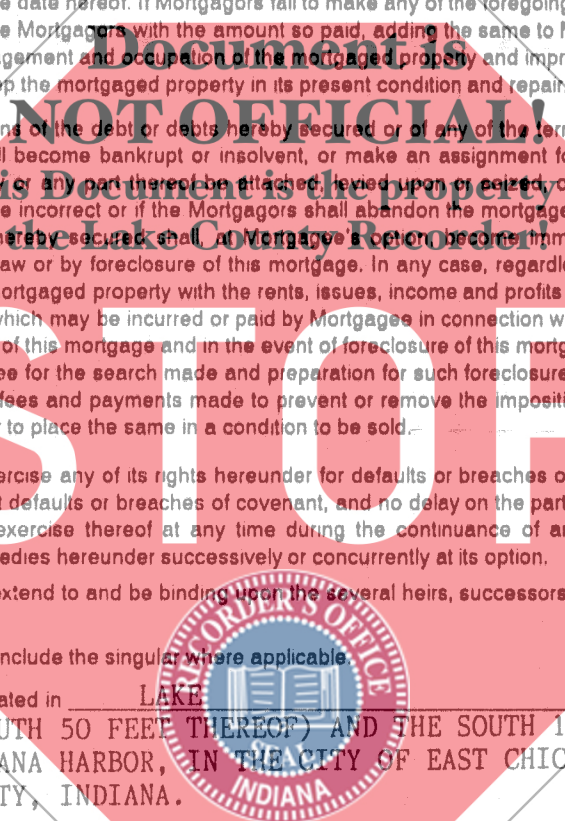 e date hereof. If Mortgagors fail to make any of the foregoing
e Mortgagors with the amount so paid, adding the same to
Document is
gement and occupation of the mortgaged property and impr
p the mortgaged property in its present condition and repair
NOT OFFICIAL!
ns of the debt or debts hereby secured or of any of the ter
ll become bankrupt or insolvent, or make an assignment fo
y or any part thereof be attached, levied upon or seized, o
is Document is the property
e incorrect or if the Mortgagors shall abandon the mortgage
hereby secured shall, at Mortgagee's option, become imm
the Lake County Recorder!
aw or by foreclosure of this mortgage. In any case, regardle
ortgaged property with the rents, issues, income and profits
which may be incurred or paid by Mortgagee in connection w
of this mortgage and in the event of foreclosure of this mortg
ee for the search made and preparation for such foreclosure
fees and payments made to prevent or remove the impositi
r to place the same in a condition to be sold.
STOP
ercise any of its rights hereunder for defaults or breaches o
t defaults or breaches of covenant, and no delay on the part
exercise thereof at any time during the continuance of a
edies hereunder successively or concurrently at its option.
extend to and be binding upon the several heirs, successors
nclude the singular where applicable.
ated in LAKE
UTH 50 FEET THEREOF) AND THE SOUTH 1
ANA HARBOR, IN THE CITY OF EAST CHIC
TY, INDIANA.
RECORDER'S OFFICE
SEAL
INDIANA